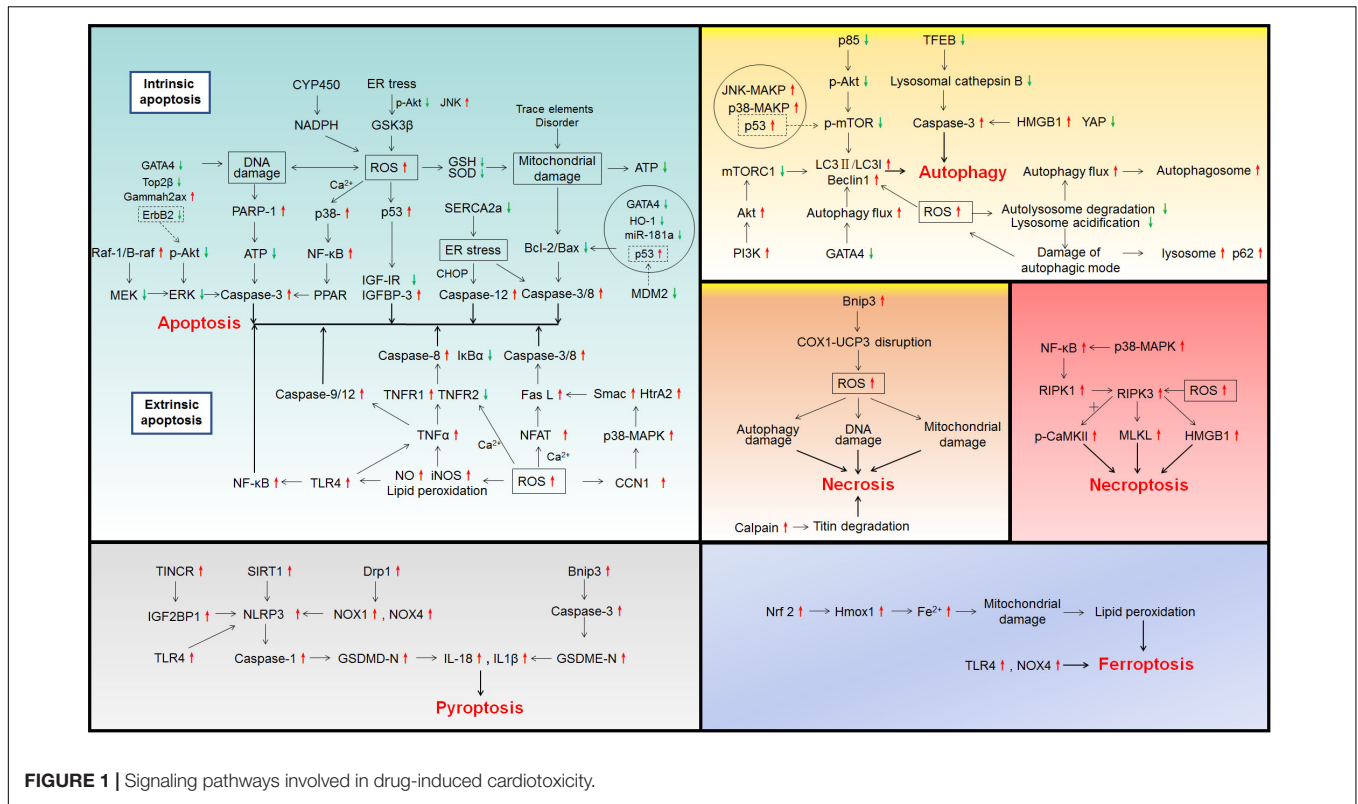 Intrinsic
apoptosis
CYP450
ER tress
p-Akt ↓ JNK ↑
NADPH
GSK3β
Trace elements
Disorder
GATA4 ↓
Top2β ↓
Gammah2ax ↑
ErbB2 ↓
DNA
damage
ROS ↑
GSH ↓
SOD ↓
Mitochondrial
damage
ATP ↓
Ca2+
PARP-1 ↑
p38- ↑
p53 ↑
SERCA2a ↓
GATA4 ↓
HO-1 ↓
miR-181a ↓
p53 ↑
Raf-1/B-raf ↑
p-Akt ↓
ATP ↓
NF-κB ↑
ER stress
Bcl-2/Bax ↓
CHOP
MEK ↓
ERK ↓
Caspase-3 ↑
PPAR
IGF-IR ↓
IGFBP-3 ↑
Caspase-12 ↑
Caspase-3/8 ↑
MDM2 ↓
Apoptosis
Extrinsic
apoptosis
Caspase-8 ↑ IκBα ↓
Caspase-3/8 ↑
Caspase-9/12 ↑
TNFR1 ↑ TNFR2 ↓
Fas L ↑
Smac ↑ HtrA2 ↑
TNFα ↑
Ca2+
NFAT ↑
p38-MAPK ↑
Ca2+
NF-κB ↑
TLR4 ↑
NO ↑ iNOS ↑
Lipid peroxidation
ROS ↑
CCN1 ↑
p85 ↓
TFEB ↓
JNK-MAKP ↑
p38-MAKP ↑
p53 ↑
p-Akt ↓
Lysosomal cathepsin B ↓
p-mTOR ↓
Caspase-3 ↑
HMGB1 ↑ YAP ↓
mTORC1 ↓
LC3Ⅱ/LC3I ↑
Beclin1 ↑
Autophagy
Autophagy flux ↑
Autophagosome ↑
Akt ↑
Autophagy flux ↑
ROS ↑
Autolysosome degradation ↓
Lysosome acidification ↓
PI3K ↑
GATA4 ↓
Damage of
autophagic mode
lysosome ↑ p62 ↑
Bnip3 ↑
COX1-UCP3 disruption
ROS ↑
Autophagy
damage
DNA
damage
Mitochondrial
damage
Necrosis
Calpain ↑
Titin degradation
NF-κB ↑
p38-MAPK ↑
RIPK1 ↑
RIPK3 ↑
ROS ↑
+
p-CaMKII ↑
MLKL ↑
HMGB1 ↑
Necroptosis
TINCR ↑
SIRT1 ↑
Drp1 ↑
Bnip3 ↑
IGF2BP1 ↑
NLRP3 ↑
NOX1 ↑ , NOX4 ↑
Caspase-3 ↑
TLR4 ↑
Caspase-1 ↑
GSDMD-N ↑
IL-18 ↑ , IL1β ↑
GSDME-N ↑
Pyroptosis
Nrf 2 ↑
Hmox1 ↑
Fe2+ ↑
Mitochondrial
damage
Lipid peroxidation
TLR4 ↑ , NOX4 ↑
Ferroptosis
FIGURE 1 | Signaling pathways involved in drug-induced cardiotoxicity.